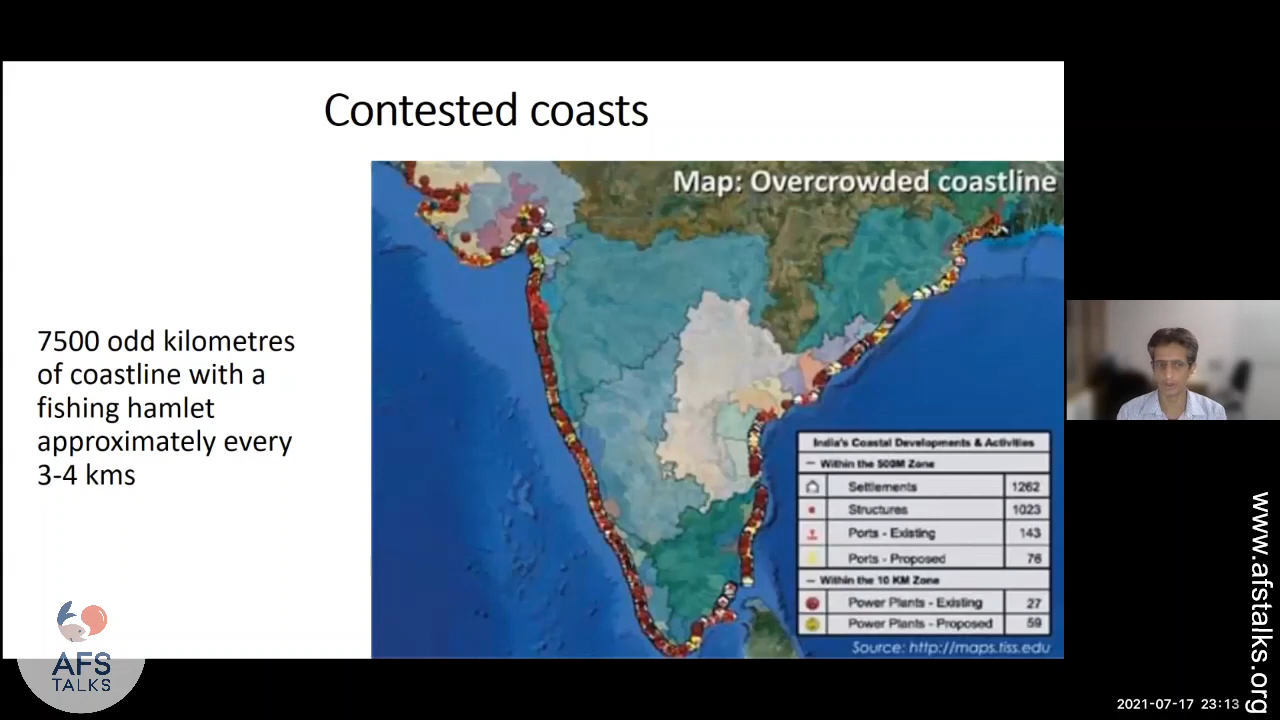 Contested coasts
Map: Overcrowded coastline
7500 odd kilometres
of coastline with a
fishing hamlet
approximately every
3-4 kms
India's Coastal Developments & Activities
— Within the 500M Zone
Settlements 1262
Structures 1023
Ports - Existing 143
Ports - Proposed 76
— Within the 10 KM Zone
Power Plants - Existing 27
Power Plants - Proposed 59
Source: http://maps.tiss.edu
AFS
TALKS
www.afstalks.org
2021-07-17 23:13